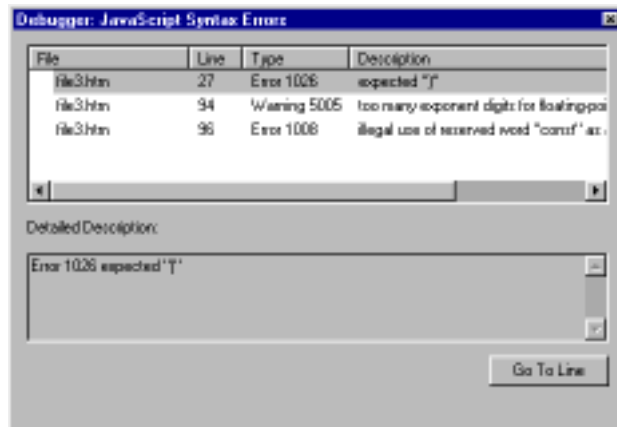 Debugger: JavaScript Syntax Errors
File Line Type Description
file3.htm 27 Error 1026 expected ")"
file3.htm 94 Warning 5005 too many exponent digits for floating-poi
file3.htm 96 Error 1008 illegal use of reserved word "const" as
Detailed Description:
Error 1026 expected ")"
Go To Line